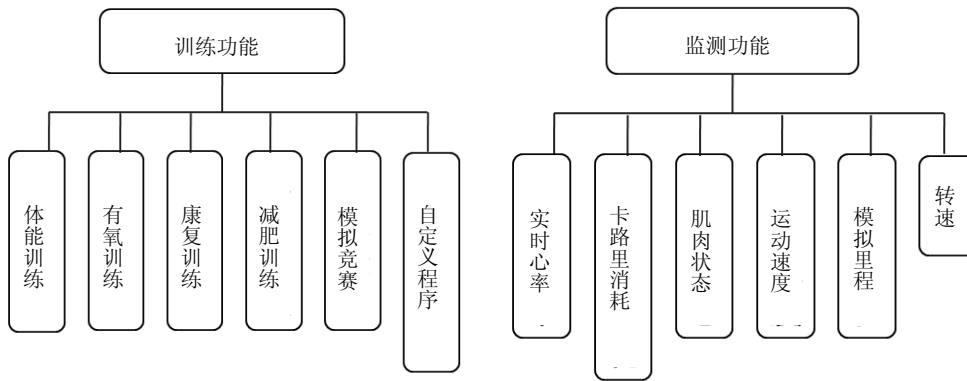 训练功能
体能训练
有氧训练
康复训练
减肥训练
模拟竞赛
自定义程序
监测功能
实时心率
卡路里消耗
肌肉状态
运动速度
模拟里程
转速